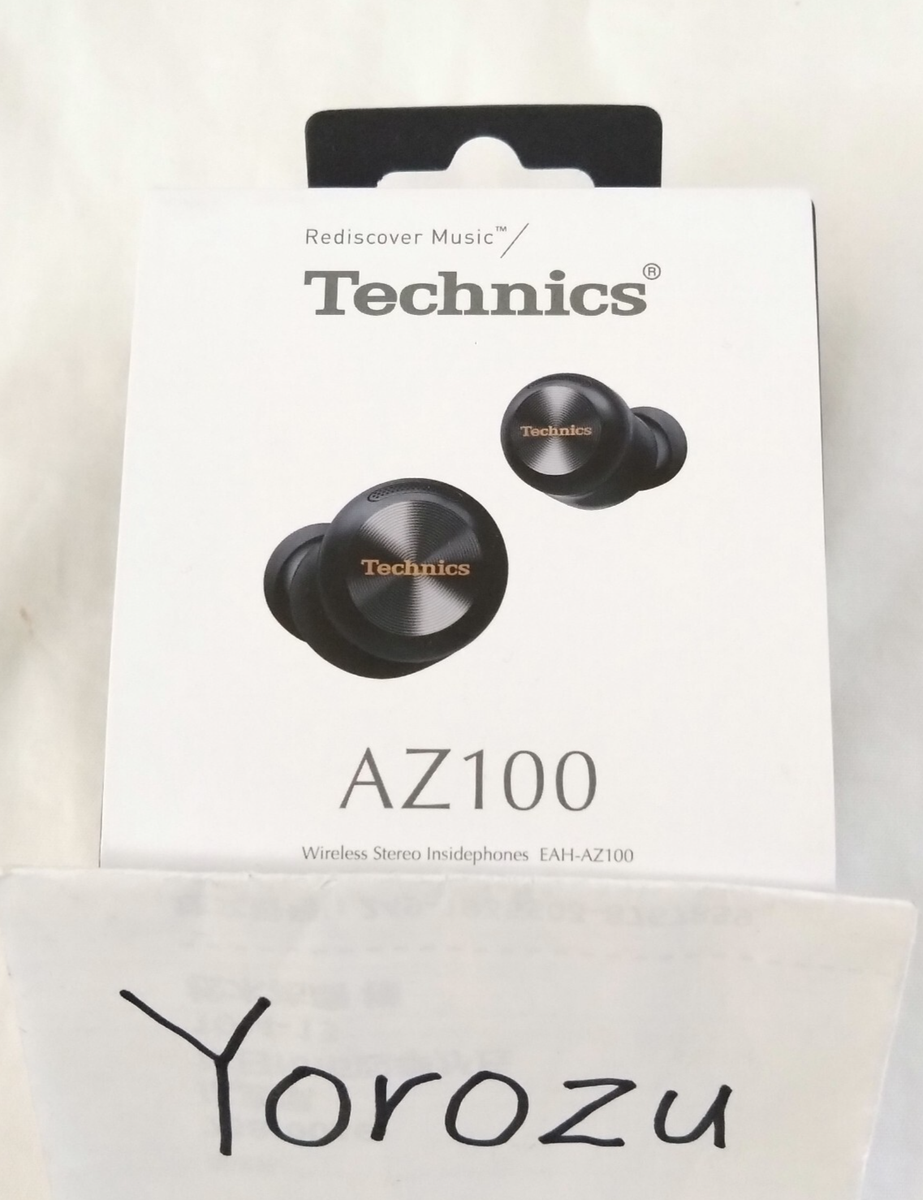 Rediscover Music™/
Technics®
Technics
Technics
AZ100
Wireless Stereo Insidephones EAH-AZ100
Yorozu